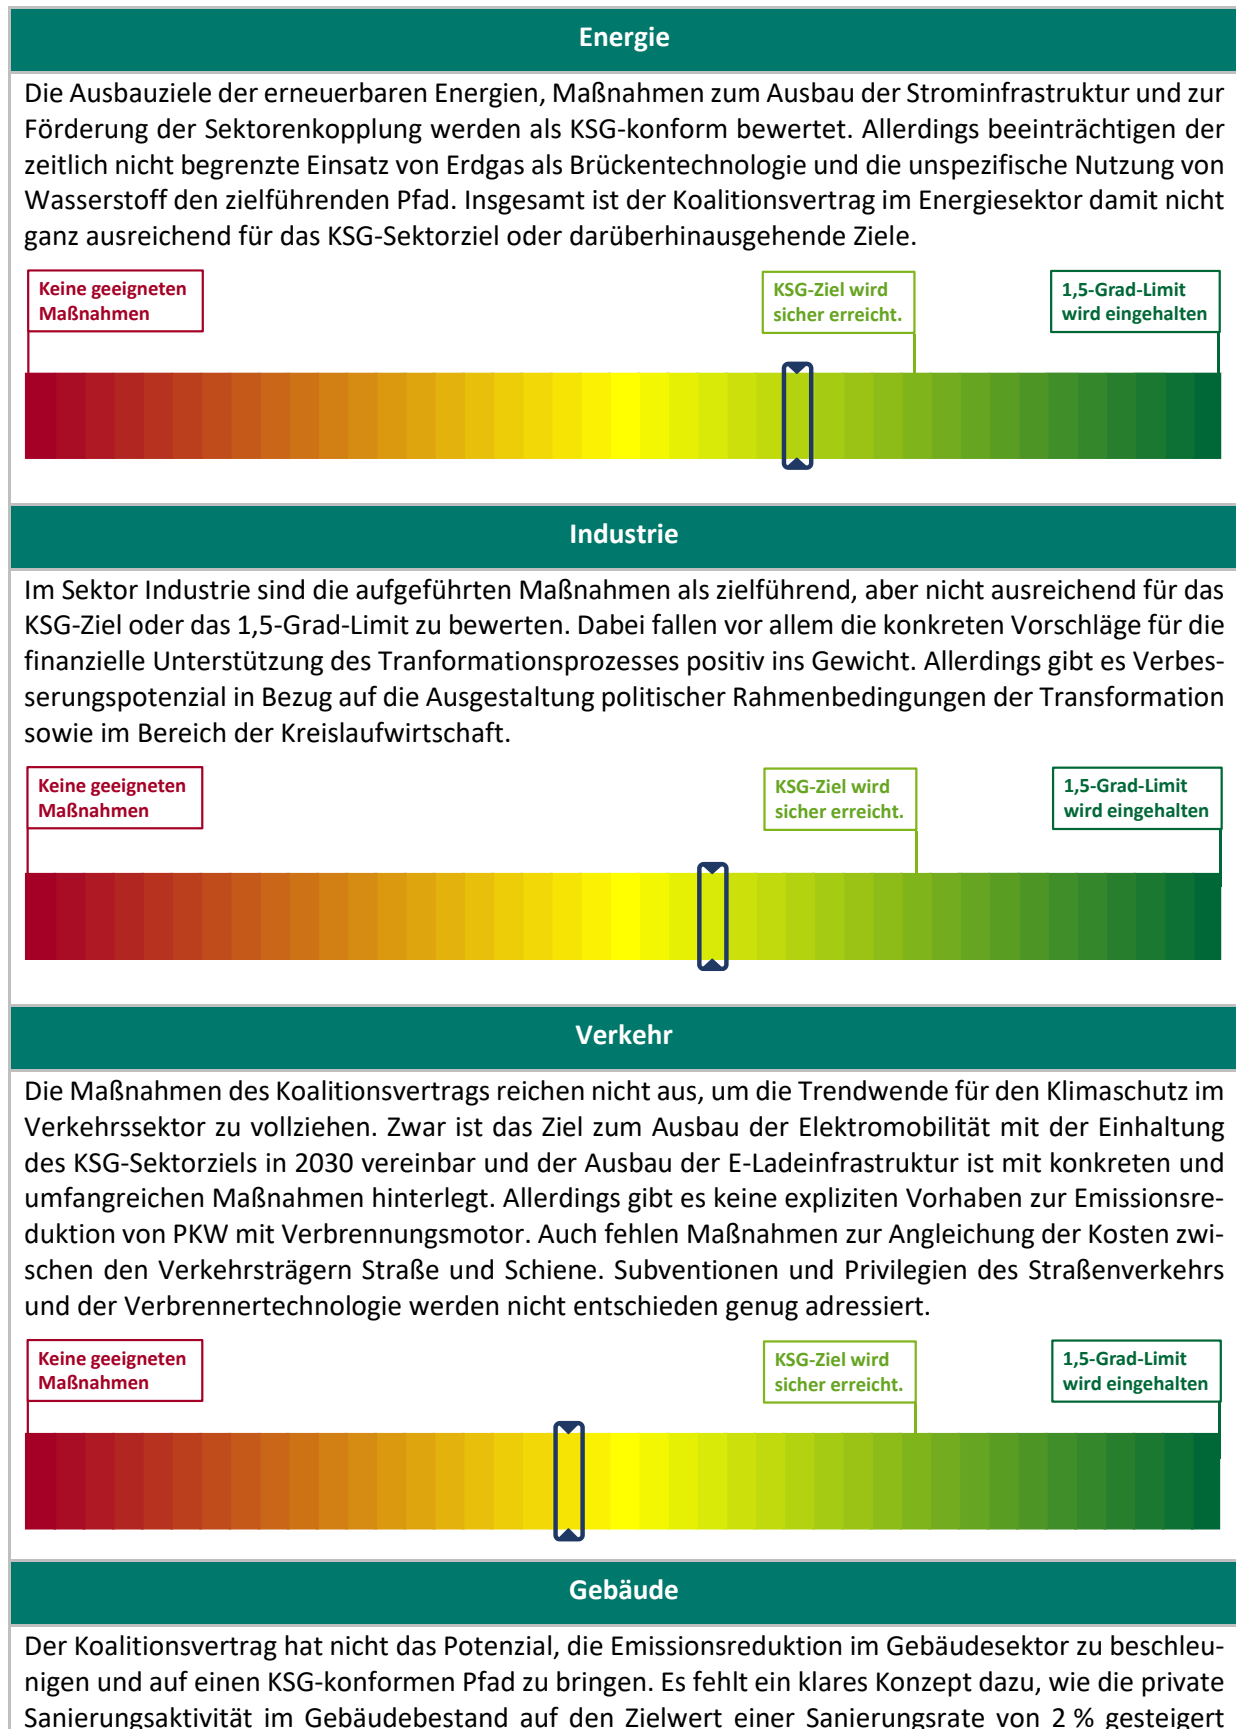 Energie
Die Ausbauziele der erneuerbaren Energien, Maßnahmen zum Ausbau der Strominfrastruktur und zur
Förderung der Sektorenkopplung werden als KSG-konform bewertet. Allerdings beeinträchtigen der
zeitlich nicht begrenzte Einsatz von Erdgas als Brückentechnologie und die unspezifische Nutzung von
Wasserstoff den zielführenden Pfad. Insgesamt ist der Koalitionsvertrag im Energiesektor damit nicht
ganz ausreichend für das KSG-Sektorziel oder darüberhinausgehende Ziele.
Keine geeigneten
Maßnahmen
KSG-Ziel wird
sicher erreicht.
1,5-Grad-Limit
wird eingehalten
Industrie
Im Sektor Industrie sind die aufgeführten Maßnahmen als zielführend, aber nicht ausreichend für das
KSG-Ziel oder das 1,5-Grad-Limit zu bewerten. Dabei fallen vor allem die konkreten Vorschläge für die
finanzielle Unterstützung des Tranformationsprozesses positiv ins Gewicht. Allerdings gibt es Verbes-
serungspotenzial in Bezug auf die Ausgestaltung politischer Rahmenbedingungen der Transformation
sowie im Bereich der Kreislaufwirtschaft.
Keine geeigneten
Maßnahmen
KSG-Ziel wird
sicher erreicht.
1,5-Grad-Limit
wird eingehalten
Verkehr
Die Maßnahmen des Koalitionsvertrags reichen nicht aus, um die Trendwende für den Klimaschutz im
Verkehrssektor zu vollziehen. Zwar ist das Ziel zum Ausbau der Elektromobilität mit der Einhaltung
des KSG-Sektorziels in 2030 vereinbar und der Ausbau der E-Ladeinfrastruktur ist mit konkreten und
umfangreichen Maßnahmen hinterlegt. Allerdings gibt es keine expliziten Vorhaben zur Emissionsre-
duktion von PKW mit Verbrennungsmotor. Auch fehlen Maßnahmen zur Angleichung der Kosten zwi-
schen den Verkehrsträgern Straße und Schiene. Subventionen und Privilegien des Straßenverkehrs
und der Verbrennertechnologie werden nicht entschieden genug adressiert.
Keine geeigneten
Maßnahmen
KSG-Ziel wird
sicher erreicht.
1,5-Grad-Limit
wird eingehalten
Gebäude
Der Koalitionsvertrag hat nicht das Potenzial, die Emissionsreduktion im Gebäudesektor zu beschleu-
nigen und auf einen KSG-konformen Pfad zu bringen. Es fehlt ein klares Konzept dazu, wie die private
Sanierungsaktivität im Gebäudebestand auf den Zielwert einer Sanierungsrate von 2 % gesteigert